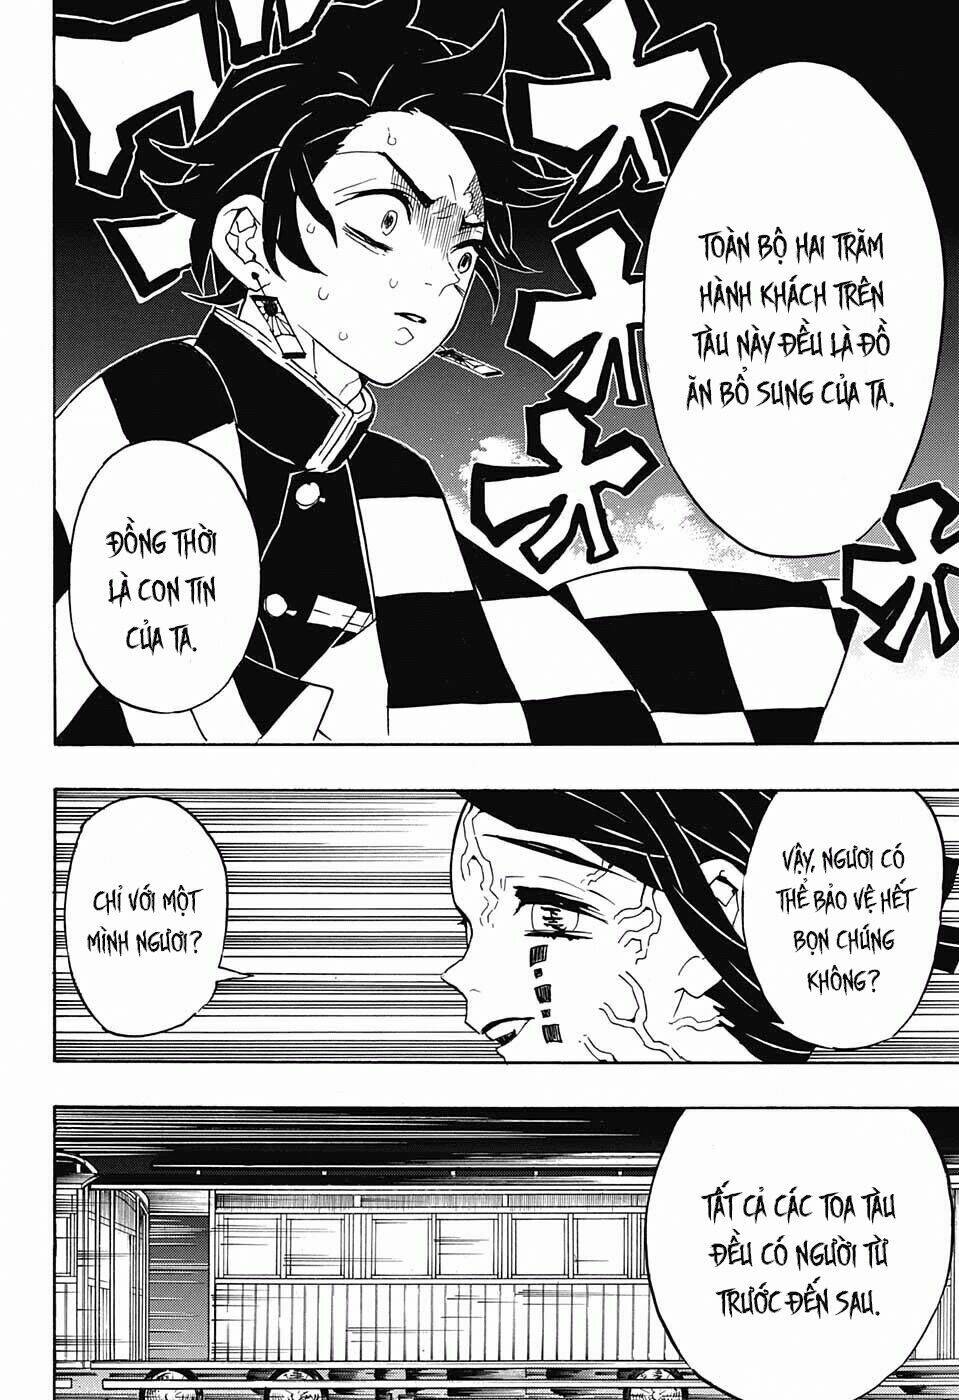 TOÀN BỘ HAI TRĂM
HÀNH KHÁCH TRÊN
TÀU NÀY ĐỀU LÀ ĐỒ
ĂN BỔ SUNG CỦA TA.
ĐỒNG THỜI
LÀ CON TIN
CỦA TA.
VẬY, NGƯƠI CÓ
THỂ BẢO VỆ HẾT
BỌN CHÚNG
KHÔNG?
CHỈ VỚI MỘT
MÌNH NGƯƠI?
TẤT CẢ CÁC TOA TÀU
ĐỀU CÓ NGƯỜI TỪ
TRƯỚC ĐẾN SAU.